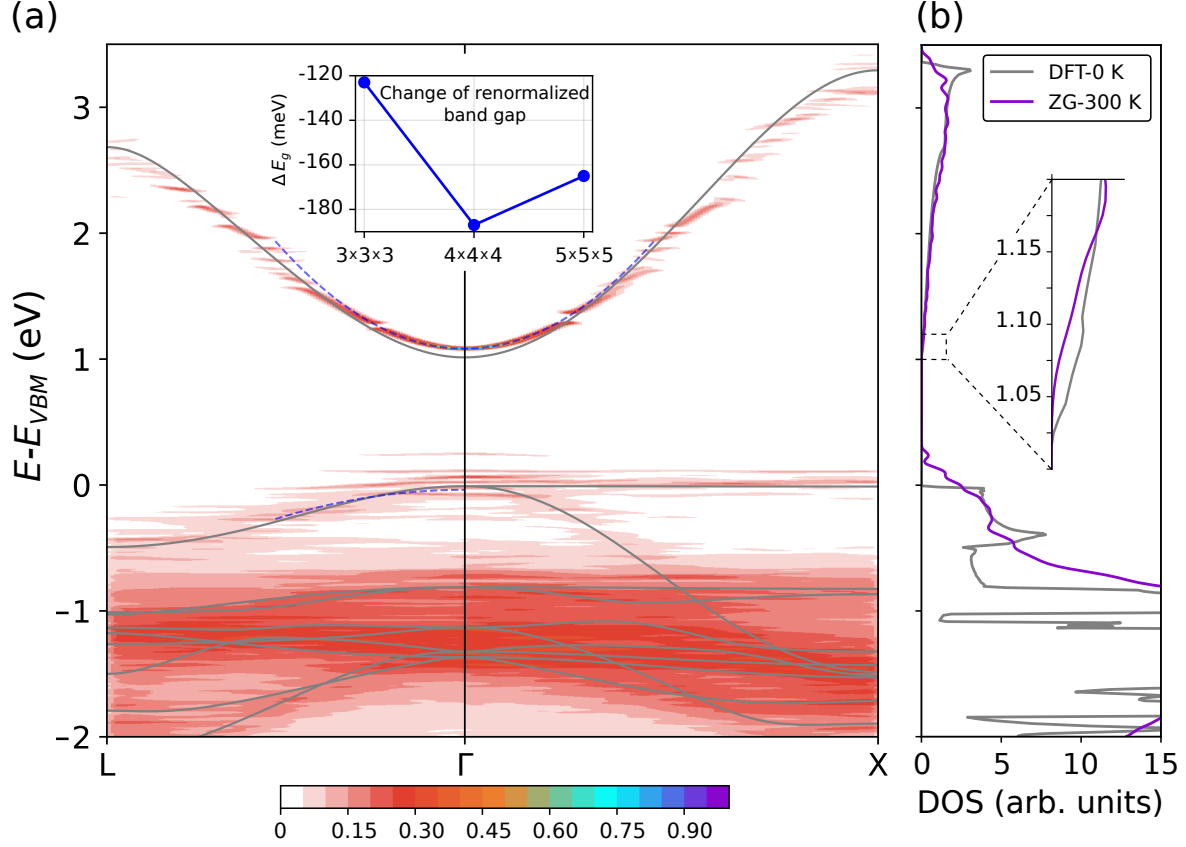 (a)
(b)
E-E_VBM (eV)
3
2
1
0
−1
−2
L
Γ
X
-120
-140
-160
-180
Δ E_g (meV)
Change of renormalized
band gap
3×3×3
4×4×4
5×5×5
0
0.15
0.30
0.45
0.60
0.75
0.90
DFT-0 K
ZG-300 K
1.15
1.10
1.05
0
5
10
15
DOS (arb. units)